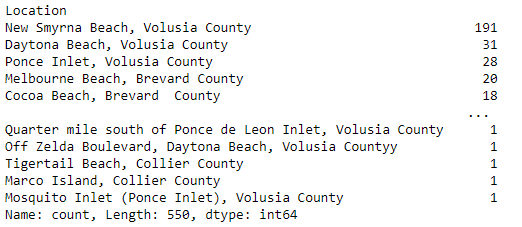 Location
New Smyrna Beach, Volusia County 191
Daytona Beach, Volusia County 31
Ponce Inlet, Volusia County 28
Melbourne Beach, Brevard County 20
Cocoa Beach, Brevard  County 18
...
Quarter mile south of Ponce de Leon Inlet, Volusia County 1
Off Zelda Boulevard, Daytona Beach, Volusia Countyy 1
Tigertail Beach, Collier County 1
Marco Island, Collier County 1
Mosquito Inlet (Ponce Inlet), Volusia County 1
Name: count, Length: 550, dtype: int64